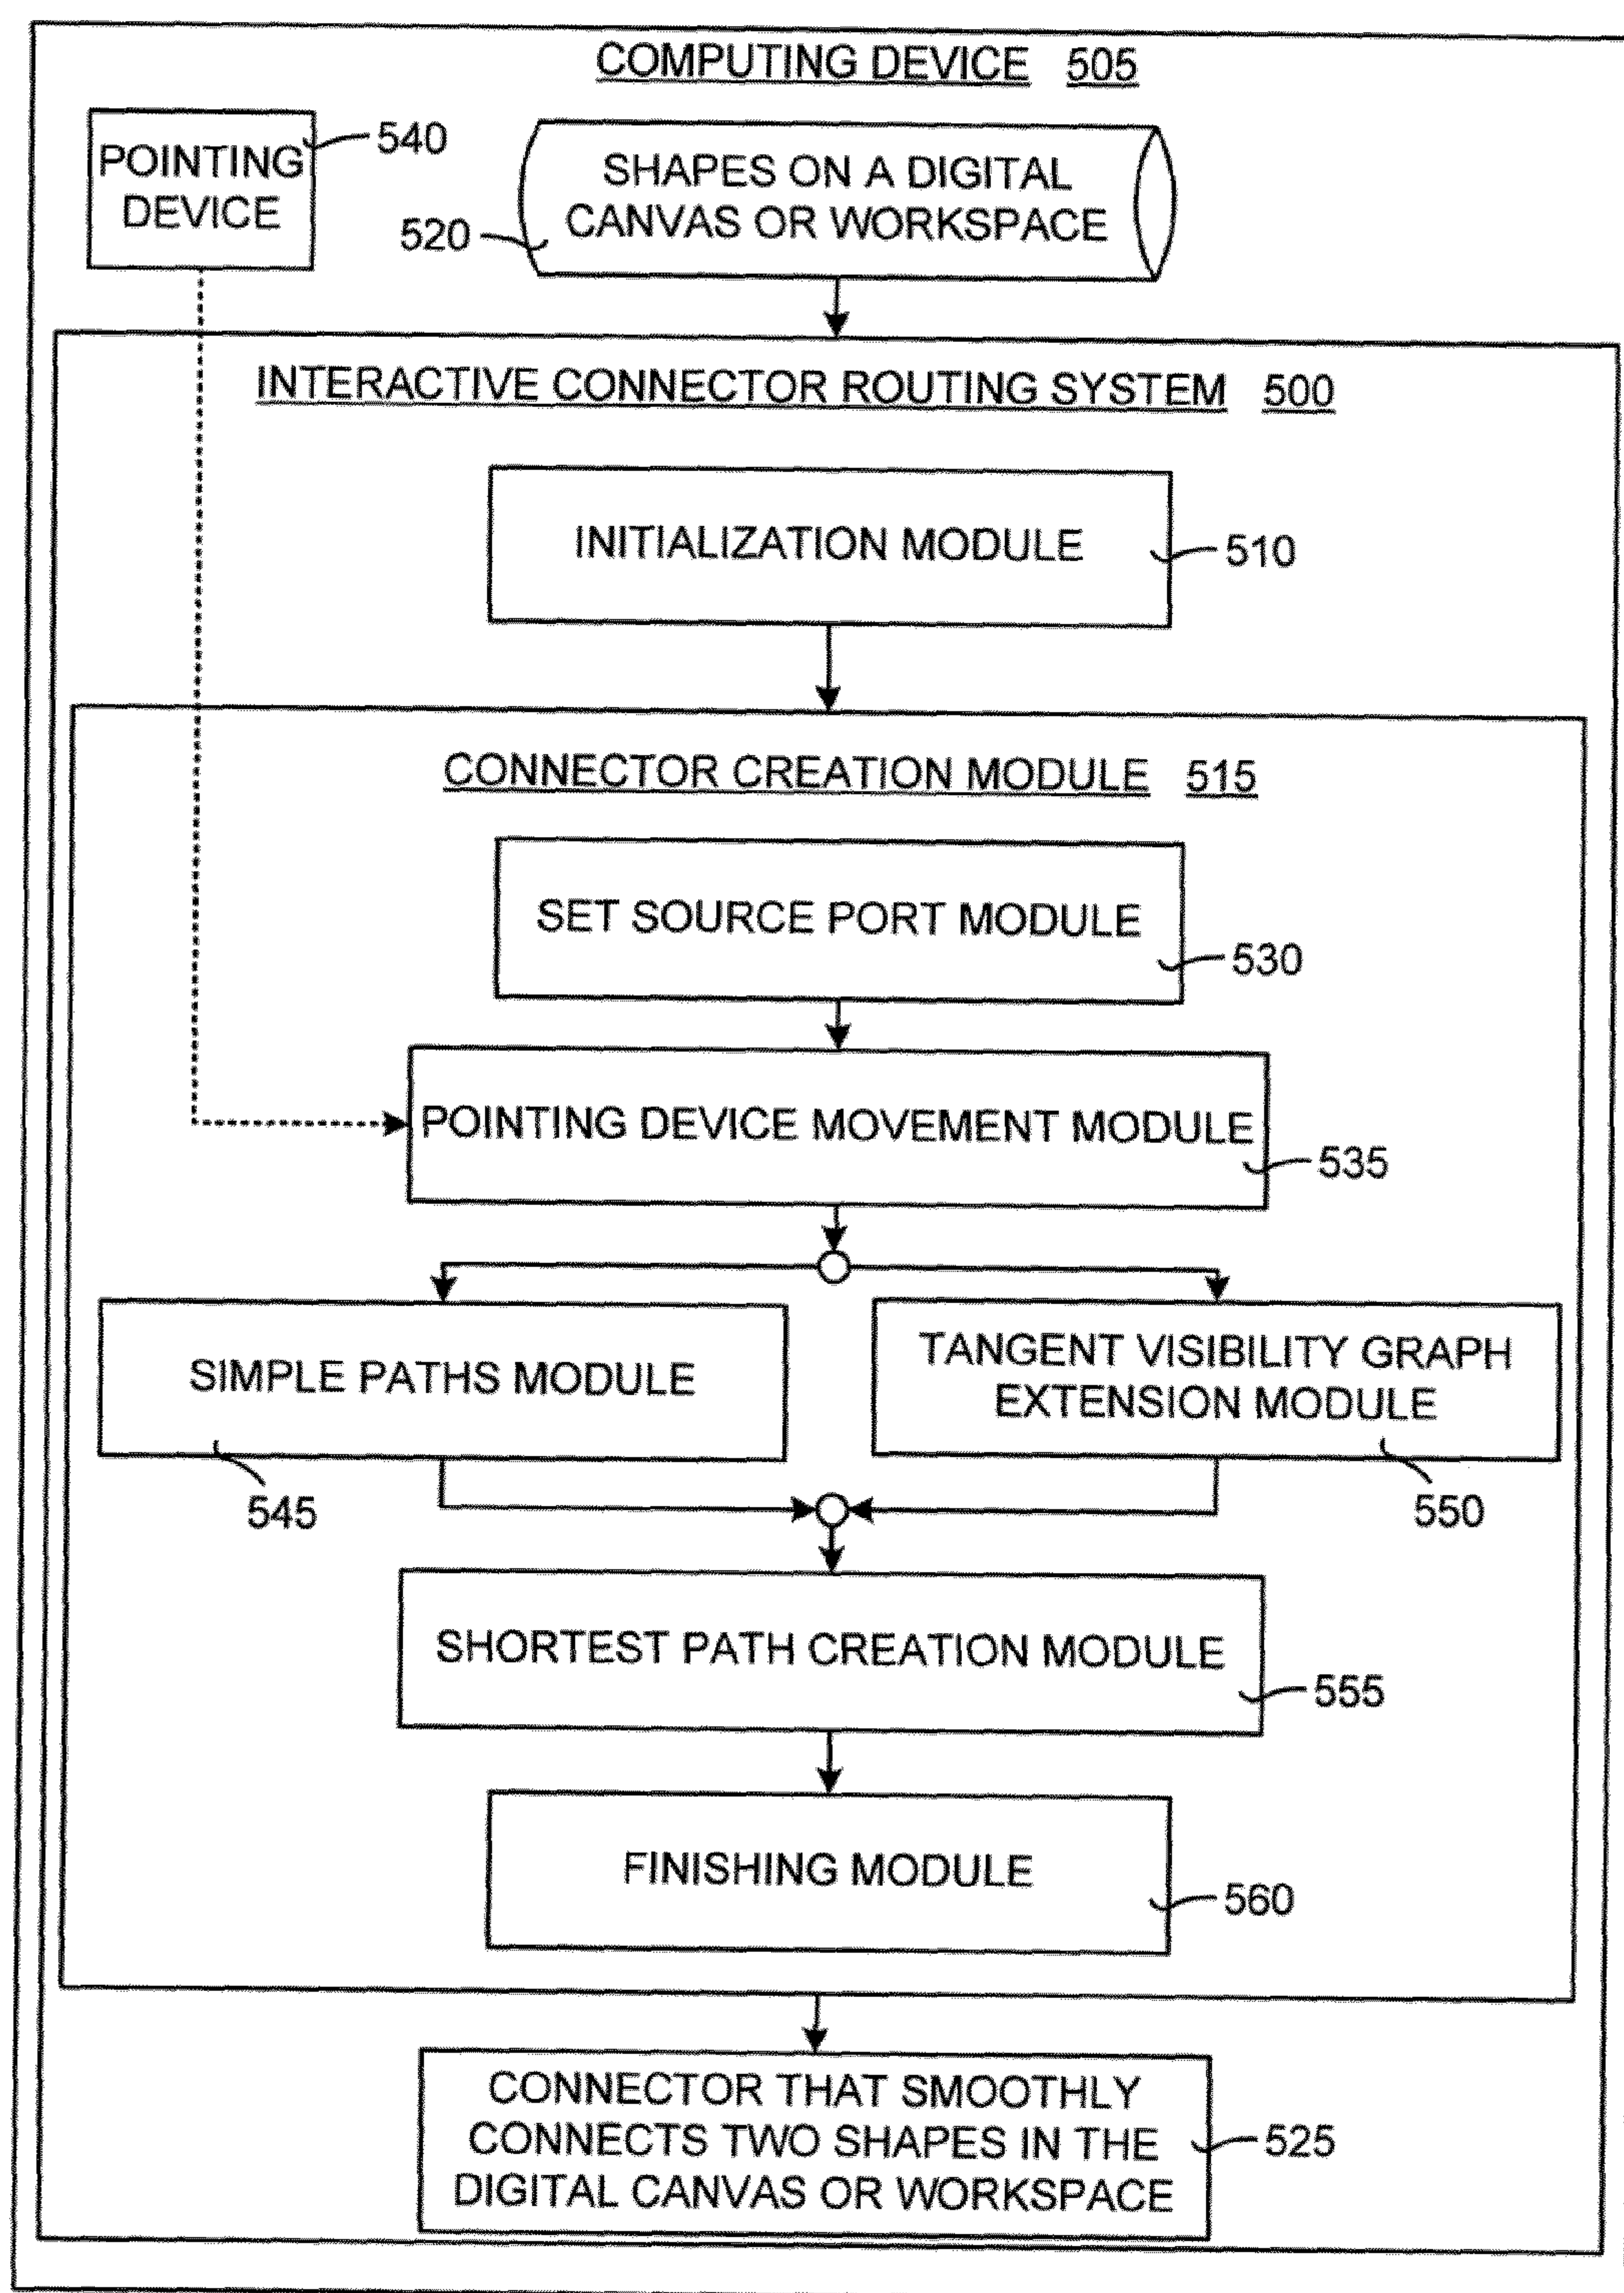 COMPUTING DEVICE 505
POINTING
DEVICE
540
SHAPES ON A DIGITAL
CANVAS OR WORKSPACE
520
INTERACTIVE CONNECTOR ROUTING SYSTEM 500
INITIALIZATION MODULE
510
CONNECTOR CREATION MODULE 515
SET SOURCE PORT MODULE
530
POINTING DEVICE MOVEMENT MODULE
535
SIMPLE PATHS MODULE
545
TANGENT VISIBILITY GRAPH
EXTENSION MODULE
550
SHORTEST PATH CREATION MODULE
555
FINISHING MODULE
560
CONNECTOR THAT SMOOTHLY
CONNECTS TWO SHAPES IN THE
DIGITAL CANVAS OR WORKSPACE
525